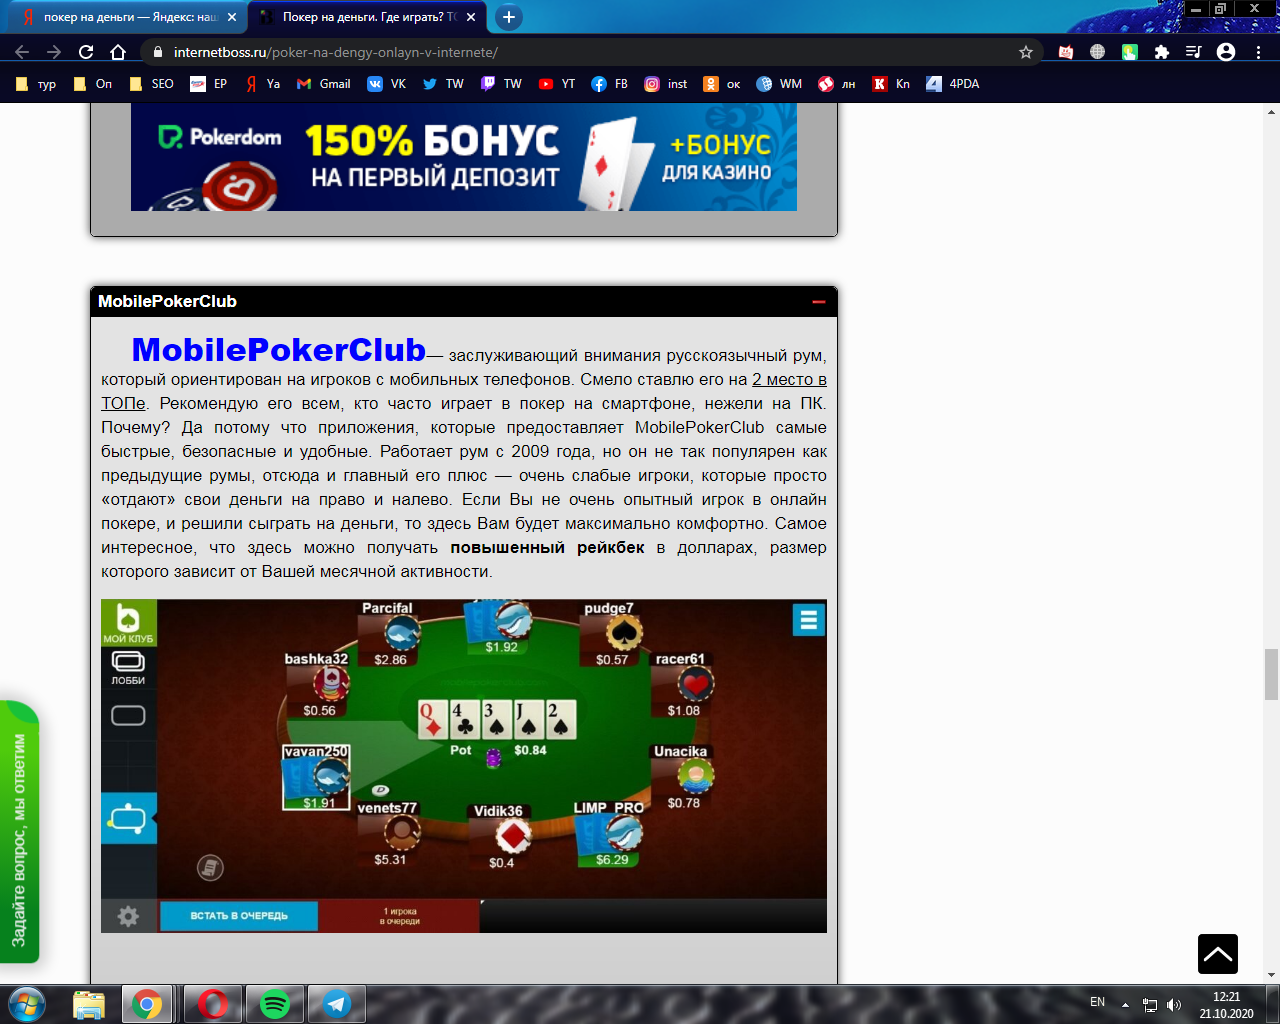 покер на деньги — Яндекс: наш
Покер на деньги. Где играть? ТО
internetboss.ru/poker-na-dengy-onlayn-v-internete/
тур
On
SEO
EP
Ya
Gmail
VK
TW
TW
YT
FB
inst
ок
WM
лн
Kn
4PDA
Pokerdom
150% БОНУС
НА ПЕРВЫЙ ДЕПОЗИТ
+БОНУС
ДЛЯ КАЗИНО
MobilePokerClub
MobilePokerClub— заслуживающий внимания русскоязычный рум,
который ориентирован на игроков с мобильных телефонов. Смело ставлю его на 2 место в
ТОПе. Рекомендую его всем, кто часто играет в покер на смартфоне, нежели на ПК.
Почему? Да потому что приложения, которые предоставляет MobilePokerClub самые
быстрые, безопасные и удобные. Работает рум с 2009 года, но он не так популярен как
предыдущие румы, отсюда и главный его плюс — очень слабые игроки, которые просто
«отдают» свои деньги на право и налево. Если Вы не очень опытный игрок в онлайн
покере, и решили сыграть на деньги, то здесь Вам будет максимально комфортно. Самое
интересное, что здесь можно получать повышенный рейкбек в долларах, размер
которого зависит от Вашей месячной активности.
МОЙ КЛУБ
ЛОББИ
Parcifal
$2.86
$1.92
pudge7
$0.57
bashka32
$0.56
racer61
$1.08
Q 4 3 J 2
Pot $0.84
vavan250
$1.91
D
Unacika
$0.78
venets77
$5.31
Vidik36
$0.4
LIMP_PRO
$6.29
ВСТАТЬ В ОЧЕРЕДЬ
1 игрока
в очереди
Задайте вопрос, мы ответим
EN
12:21
21.10.2020